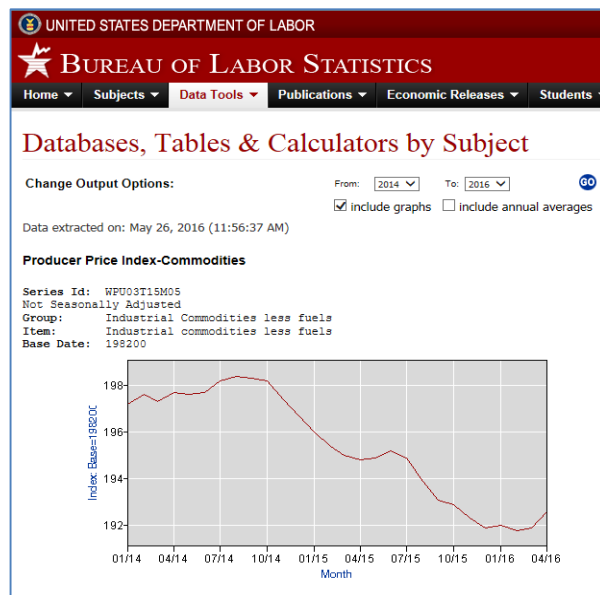 UNITED STATES DEPARTMENT OF LABOR
BUREAU OF LABOR STATISTICS
Home Subjects Data Tools Publications Economic Releases Students
Databases, Tables & Calculators by Subject
Change Output Options: From: 2014 To: 2016 GO
include graphs include annual averages
Data extracted on: May 26, 2016 (11:56:37 AM)
Producer Price Index-Commodities
Series Id: WPU03T15M05
Not Seasonally Adjusted
Group: Industrial Commodities less fuels
Item: Industrial commodities less fuels
Base Date: 198200
198
196
194
192
Index: Base=198200
01/14 04/14 07/14 10/14 01/15 04/15 07/15 10/15 01/16 04/16
Month